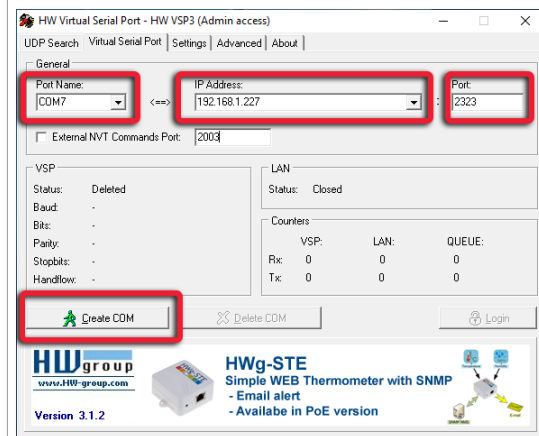 HW Virtual Serial Port - HW VSP3 (Admin access)
UDP Search Virtual Serial Port Settings Advanced About
General
Port Name: IP Address: Port:
COM7 <==> 192.168.1.227 : 2323
External NVT Commands Port: 2003
VSP LAN
Status: Deleted Status: Closed
Baud: -
Bits: - Counters
Parity: - VSP: LAN: QUEUE:
Stopbits: - Rx: 0 0 0
Handflow: - Tx: 0 0 0
Create COM Delete COM Login
HW group HWg-STE
www.HW-group.com Simple WEB Thermometer with SNMP
- Email alert
Version 3.1.2 - Availabe in PoE version